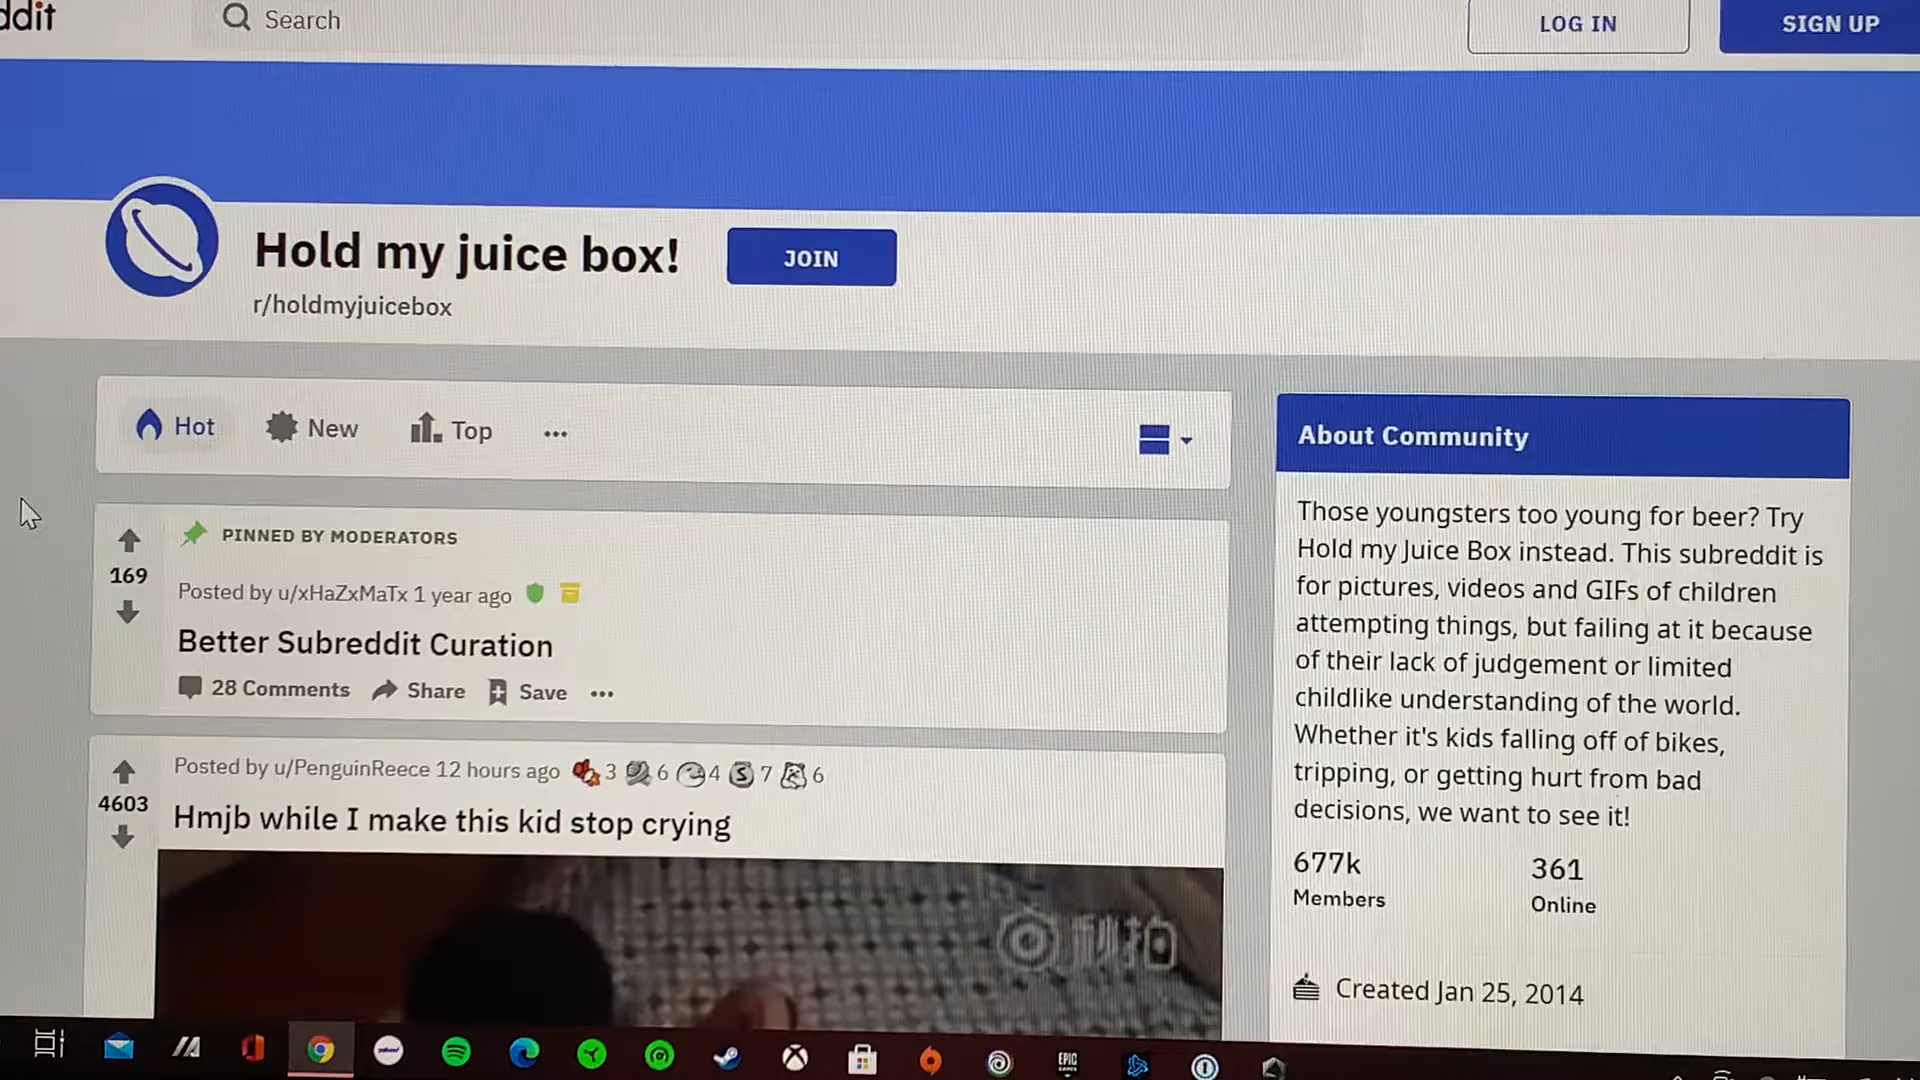 ddit
Search
LOG IN
SIGN UP
Hold my juice box!
JOIN
r/holdmyjuicebox
Hot
New
Top
...
About Community
Those youngsters too young for beer? Try
Hold my Juice Box instead. This subreddit is
for pictures, videos and GIFs of children
attempting things, but failing at it because
of their lack of judgement or limited
childlike understanding of the world.
Whether it's kids falling off of bikes,
tripping, or getting hurt from bad
decisions, we want to see it!
677k
Members
361
Online
Created Jan 25, 2014
PINNED BY MODERATORS
169
Posted by u/xHaZxMaTx 1 year ago
Better Subreddit Curation
28 Comments
Share
Save
...
Posted by u/PenguinReece 12 hours ago 3 6 4 S 7 6
4603
Hmjb while I make this kid stop crying
秒拍
EPIC
GAMES